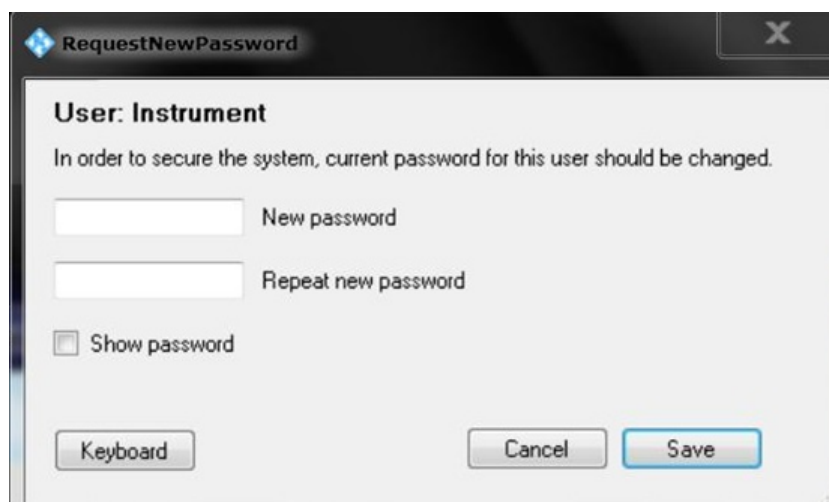 RequestNewPassword
User: Instrument
In order to secure the system, current password for this user should be changed.
New password
Repeat new password
Show password
Keyboard
Cancel
Save